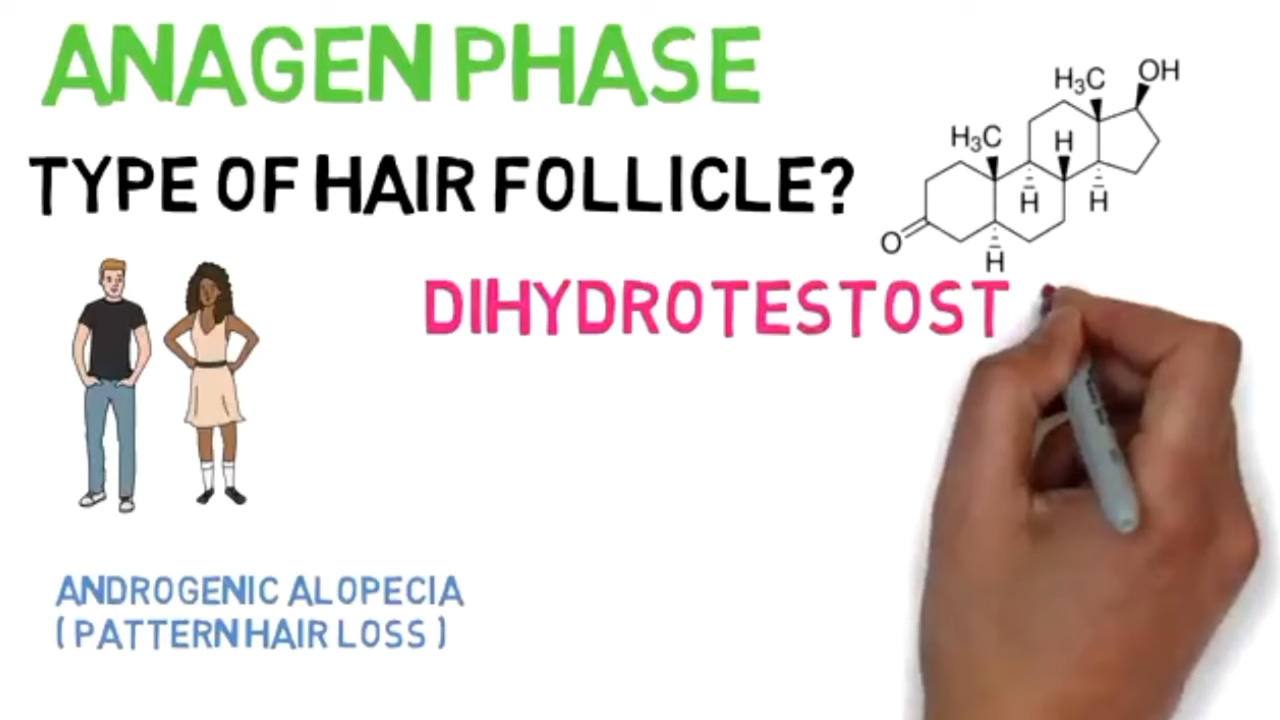 ANAGEN PHASE
TYPE OF HAIR FOLLICLE?
H₃C
OH
H₃C
H
H
H
O
H
DIHYDROTESTOST
ANDROGENIC ALOPECIA
(PATTERN HAIR LOSS)